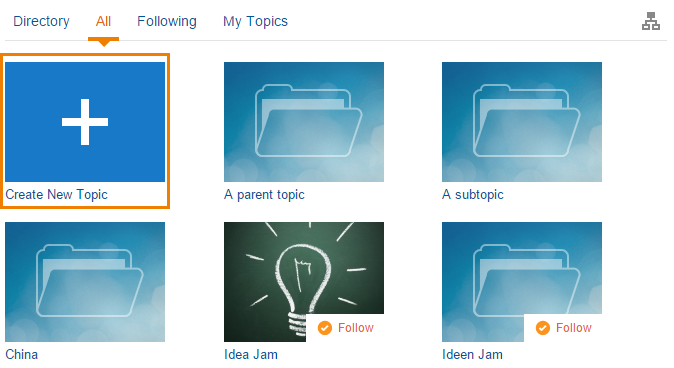 Directory All Following My Topics
Create New Topic A parent topic A subtopic
Follow Follow
China Idea Jam Ideen Jam